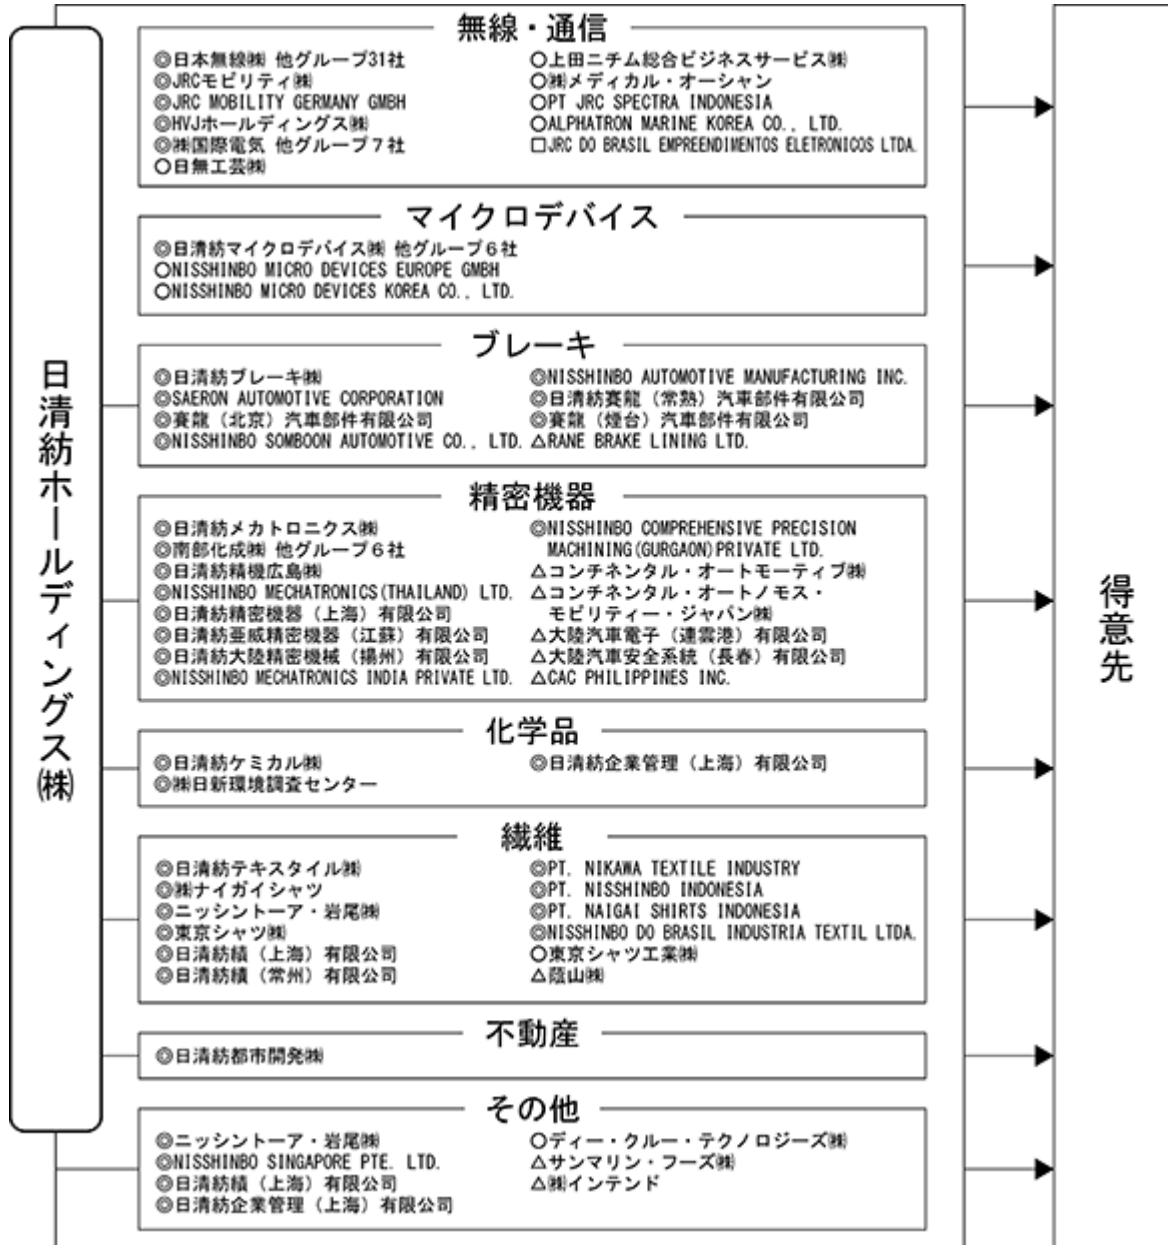 日清紡ホールディングス㈱
無線・通信
◎日本無線㈱ 他グループ31社
◎JRCモビリティ㈱
◎JRC MOBILITY GERMANY GMBH
◎HVJホールディングス㈱
◎㈱国際電気 他グループ7社
○日無工芸㈱
○上田ニチム総合ビジネスサービス㈱
○㈱メディカル・オーシャン
○PT JRC SPECTRA INDONESIA
○ALPHATRON MARINE KOREA CO., LTD.
□JRC DO BRASIL EMPREENDIMENTOS ELETRONICOS LTDA.
マイクロデバイス
◎日清紡マイクロデバイス㈱ 他グループ6社
○NISSHINBO MICRO DEVICES EUROPE GMBH
○NISSHINBO MICRO DEVICES KOREA CO., LTD.
ブレーキ
◎日清紡ブレーキ㈱
◎SAERON AUTOMOTIVE CORPORATION
◎賽龍（北京）汽車部件有限公司
◎NISSHINBO SOMBOON AUTOMOTIVE CO., LTD.
◎NISSHINBO AUTOMOTIVE MANUFACTURING INC.
◎日清紡賽龍（常熟）汽車部件有限公司
◎賽龍（煙台）汽車部件有限公司
△RANE BRAKE LINING LTD.
精密機器
◎日清紡メカトロニクス㈱
◎南部化成㈱ 他グループ6社
◎日清紡精機広島㈱
◎NISSHINBO MECHATRONICS(THAILAND) LTD.
◎日清紡精密機器（上海）有限公司
◎日清紡亜威精密機器（江蘇）有限公司
◎日清紡大陸精密機械（揚州）有限公司
◎NISSHINBO MECHATRONICS INDIA PRIVATE LTD.
◎NISSHINBO COMPREHENSIVE PRECISION
MACHINING(GURGAON)PRIVATE LTD.
△コンチネンタル・オートモーティブ㈱
△コンチネンタル・オートノモス・
モビリティー・ジャパン㈱
△大陸汽車電子（連雲港）有限公司
△大陸汽車安全系統（長春）有限公司
△CAC PHILIPPINES INC.
化学品
◎日清紡ケミカル㈱
◎㈱日新環境調査センター
◎日清紡企業管理（上海）有限公司
繊維
◎日清紡テキスタイル㈱
◎㈱ナイガイシャツ
◎ニッシントーア・岩尾㈱
◎東京シャツ㈱
◎日清紡績（上海）有限公司
◎日清紡績（常州）有限公司
◎PT. NIKAWA TEXTILE INDUSTRY
◎PT. NISSHINBO INDONESIA
◎PT. NAIGAI SHIRTS INDONESIA
◎NISSHINBO DO BRASIL INDUSTRIA TEXTIL LTDA.
○東京シャツ工業㈱
△蔭山㈱
不動産
◎日清紡都市開発㈱
その他
◎ニッシントーア・岩尾㈱
◎NISSHINBO SINGAPORE PTE. LTD.
◎日清紡績（上海）有限公司
◎日清紡企業管理（上海）有限公司
○ディー・クルー・テクノロジーズ㈱
△サンマリン・フーズ㈱
△㈱インテンド
得意先